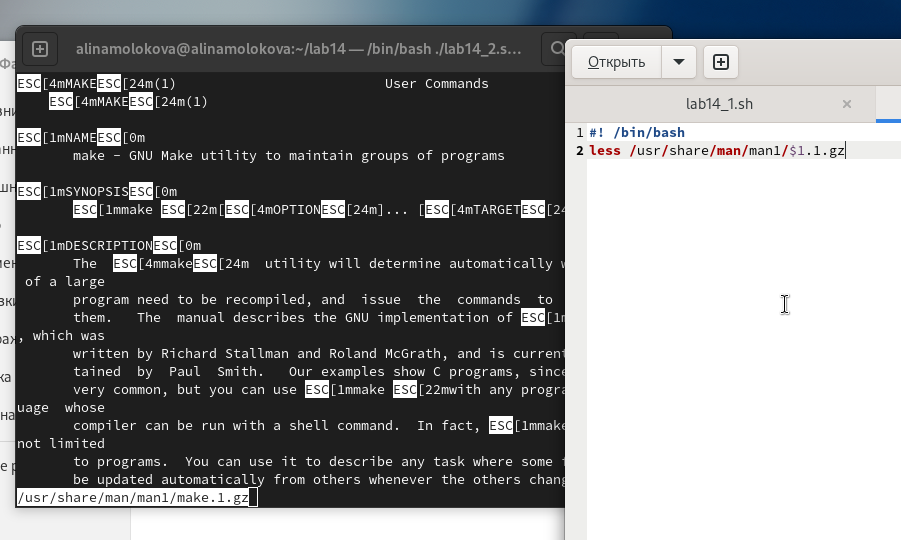 alinamolokova@alinamolokova:~/lab14 — /bin/bash ./lab14_2.s…
ESC[4mMAKEESC[24m(1) User Commands
ESC[4mMAKEESC[24m(1)
ESC[1mNAMEESC[0m
make – GNU Make utility to maintain groups of programs
ESC[1mSYNOPSISESC[0m
ESC[1mmake ESC[22m[ESC[4mOPTIONESC[24m]... [ESC[4mTARGETESC[24
ESC[1mDESCRIPTIONESC[0m
The ESC[4mmakeESC[24m utility will determine automatically w
of a large
program need to be recompiled, and issue the commands to
them. The manual describes the GNU implementation of ESC[1m
, which was
written by Richard Stallman and Roland McGrath, and is current
tained by Paul Smith. Our examples show C programs, since
very common, but you can use ESC[1mmake ESC[22mwith any progra
uage whose
compiler can be run with a shell command. In fact, ESC[1mmake
not limited
to programs. You can use it to describe any task where some f
be updated automatically from others whenever the others chang
/usr/share/man/man1/make.1.gz
Открыть
lab14_1.sh ×
1 #! /bin/bash
2 less /usr/share/man/man1/$1.1.gz